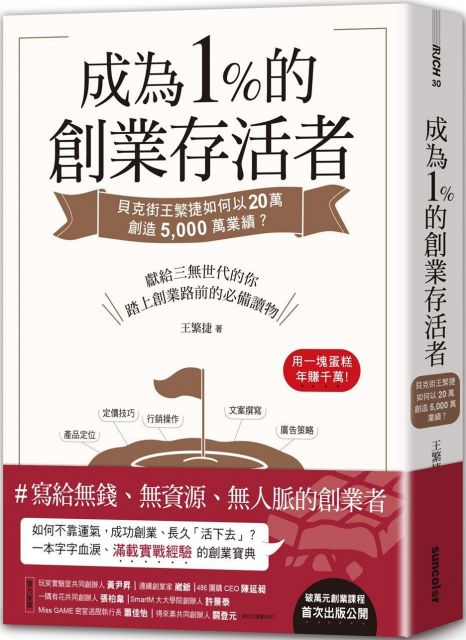 成為1%的
創業存活者
貝克街王繁捷如何以20萬
創造5,000萬業績？
獻給三無世代的你
踏上創業路前的必備讀物
王繁捷 著
用一塊蛋糕
年賺千萬!
產品定位
定價技巧
行銷操作
文案撰寫
廣告策略
#寫給無錢、無資源、無人脈的創業者
如何不靠運氣，成功創業、長久「活下去」？
一本字字血淚、滿載實戰經驗的創業寶典
破萬元創業課程
首次出版公開
玩笑實驗室共同創辦人 黃尹昇｜連續創業家 崴爺｜486團購CEO 陳延昶
一隅有花共同創辦人 張柏韋｜SmartM 大大學院創辦人 許景泰
Miss GAME 密室逃脫執行長 蕭佳怡｜得來素共同創辦人 關登元
RICH
30
成為1%的創業存活者
貝克街王繁捷
如何以20萬
創造5,000萬
業績？
王繁捷
suncolor